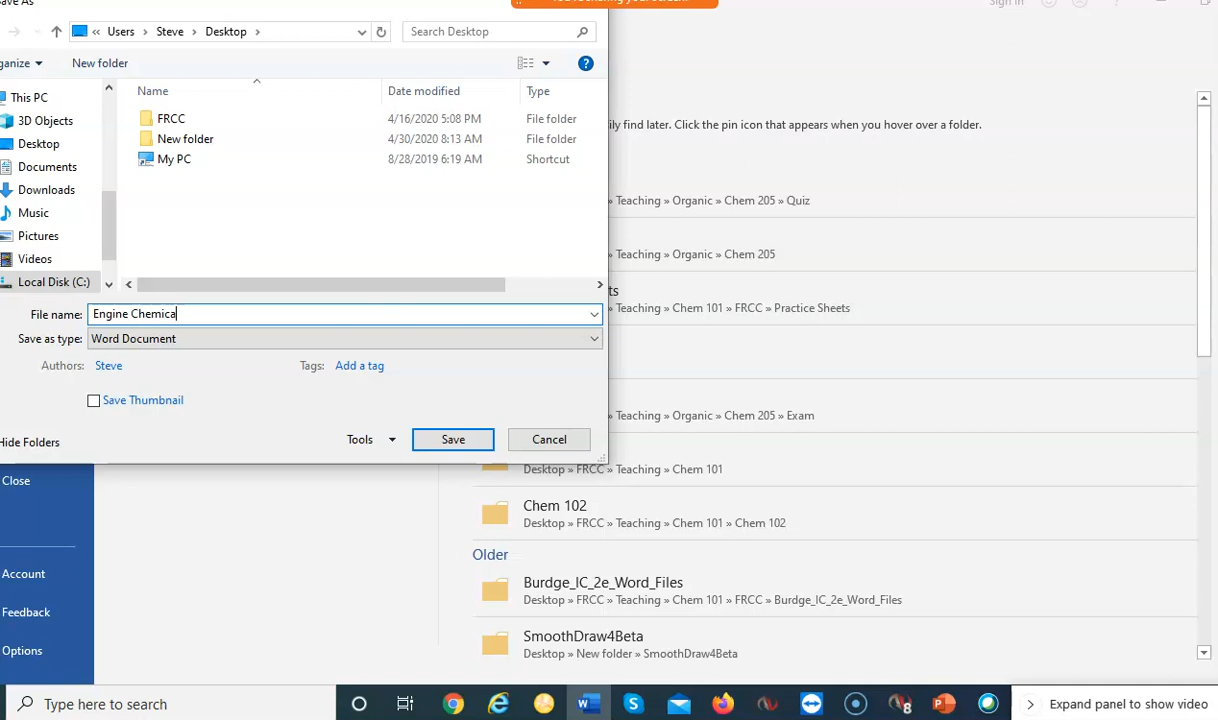 Save As
Sign in
« Users > Steve > Desktop >
Search Desktop
ganize
New folder
?
Name
Date modified
Type
This PC
3D Objects
Desktop
Documents
Downloads
Music
Pictures
Videos
Local Disk (C:)
FRCC 4/16/2020 5:08 PM File folder
New folder 4/30/2020 8:13 AM File folder
My PC 8/28/2019 6:19 AM Shortcut
File name: Engine Chemica
Save as type: Word Document
Authors: Steve
Tags: Add a tag
Save Thumbnail
Hide Folders
Tools
Save
Cancel
ily find later. Click the pin icon that appears when you hover over a folder.
» Teaching » Organic » Chem 205 » Quiz
» Teaching » Organic » Chem 205
ts
» Teaching » Chem 101 » FRCC » Practice Sheets
» Teaching » Organic » Chem 205 » Exam
Desktop » FRCC » Teaching » Chem 101
Chem 102
Desktop » FRCC » Teaching » Chem 101 » Chem 102
Older
Burdge_IC_2e_Word_Files
Desktop » FRCC » Teaching » Chem 101 » FRCC » Burdge_IC_2e_Word_Files
SmoothDraw4Beta
Desktop » New folder » SmoothDraw4Beta
Close
Account
Feedback
Options
Type here to search
8
Expand panel to show video